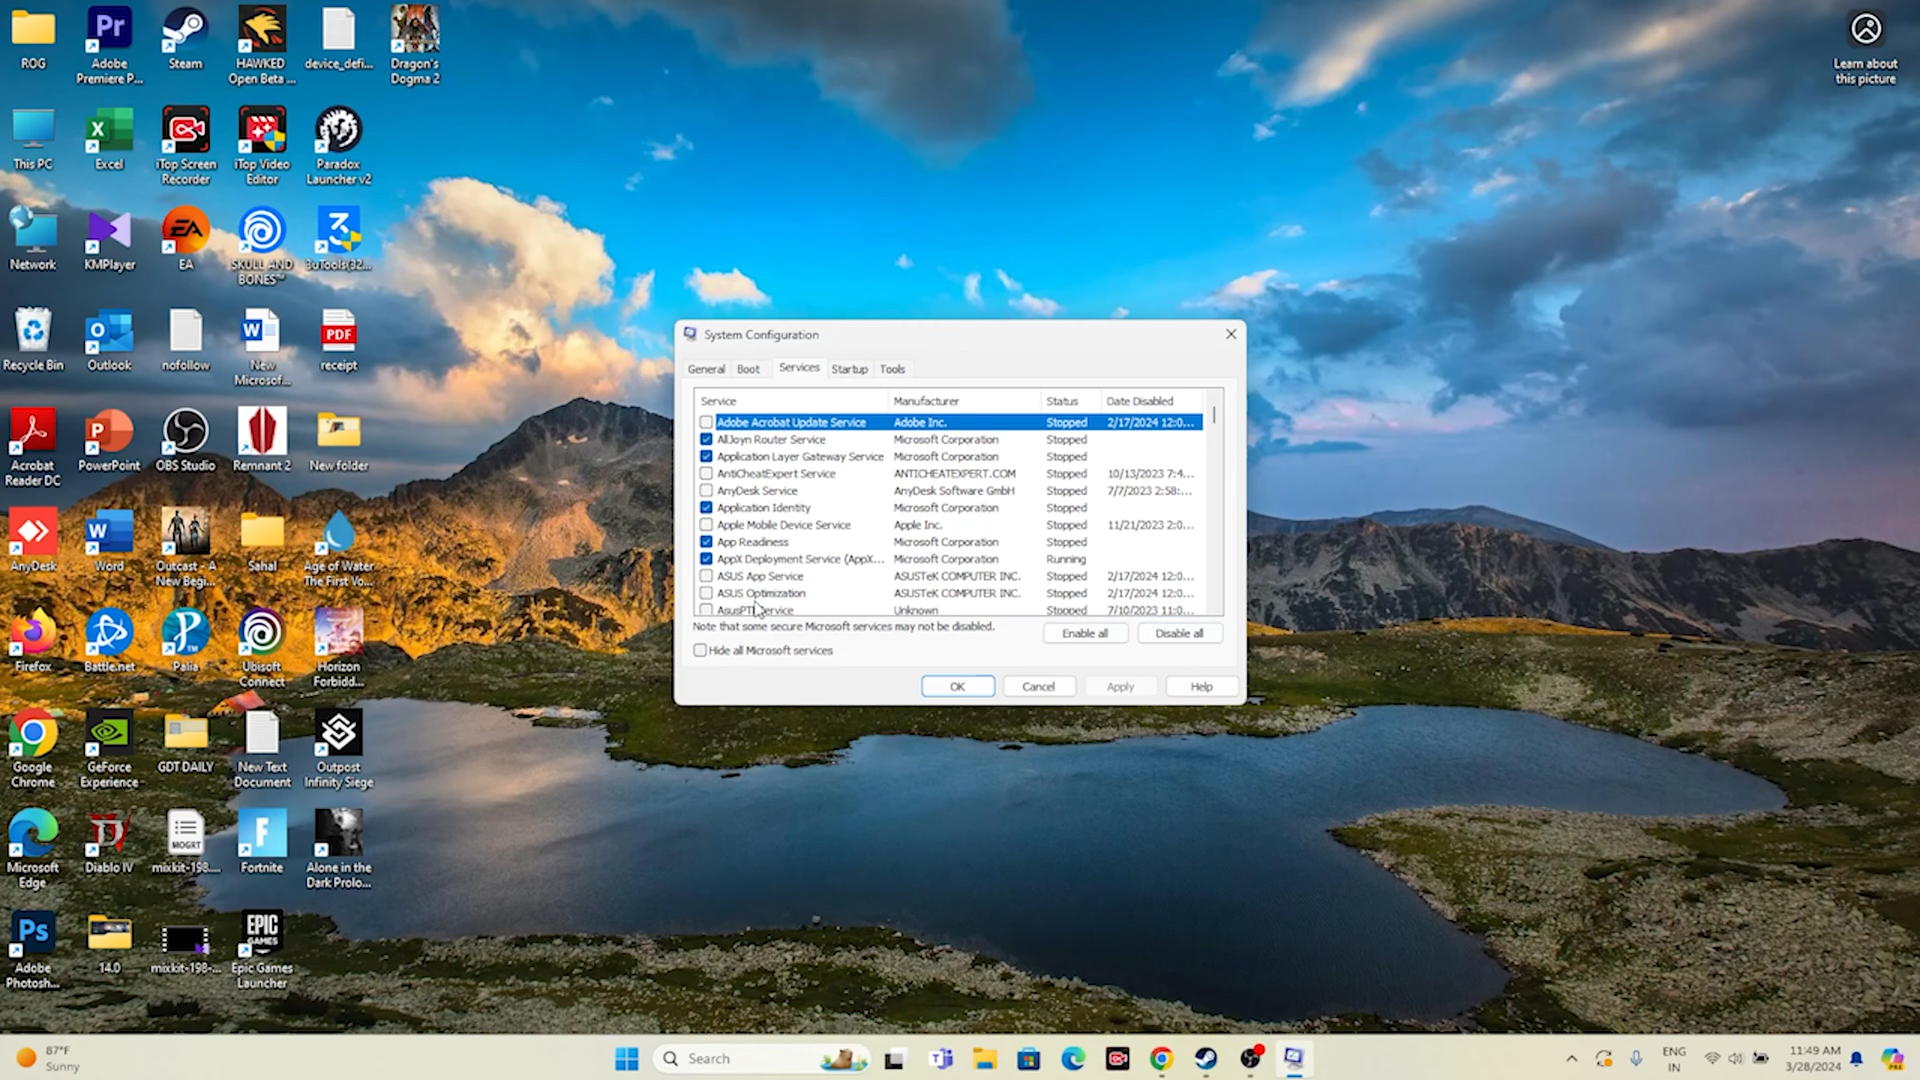 ROG
Adobe
Premiere P...
Steam
HAWKED
Open Beta ...
device_defi...
Dragon's
Dogma 2
Learn about
this picture
This PC
Excel
iTop Screen
Recorder
iTop Video
Editor
Paradox
Launcher v2
Network
KMPlayer
EA
SKULL AND
BONES™
3uTools(32...
Recycle Bin
Outlook
nofollow
New
Microsof...
PDF
receipt
Acrobat
Reader DC
PowerPoint
OBS Studio
Remnant 2
New folder
AnyDesk
Word
Outcast - A
New Begi...
Sahal
Age of Water
The First Vo...
Firefox
Battle.net
Palia
Ubisoft
Connect
Horizon
Forbidd...
Google
Chrome
GeForce
Experience
GDT DAILY
New Text
Document
Outpost
Infinity Siege
Microsoft
Edge
Diablo IV
MOGRT
mixkit-198....
Fortnite
Alone in the
Dark Prolo...
Adobe
Photosh...
14.0
mixkit-198-...
EPIC
GAMES
Epic Games
Launcher
System Configuration
General Boot Services Startup Tools
Service Manufacturer Status Date Disabled
Adobe Acrobat Update Service Adobe Inc. Stopped 2/17/2024 12:0...
AllJoyn Router Service Microsoft Corporation Stopped
Application Layer Gateway Service Microsoft Corporation Stopped
AntiCheatExpert Service ANTICHEATEXPERT.COM Stopped 10/13/2023 7:4...
AnyDesk Service AnyDesk Software GmbH Stopped 7/7/2023 2:58:...
Application Identity Microsoft Corporation Stopped
Apple Mobile Device Service Apple Inc. Stopped 11/21/2023 2:0...
App Readiness Microsoft Corporation Stopped
AppX Deployment Service (AppX... Microsoft Corporation Running
ASUS App Service ASUSTeK COMPUTER INC. Stopped 2/17/2024 12:0...
ASUS Optimization ASUSTeK COMPUTER INC. Stopped 2/17/2024 12:0...
AsusPTPService Unknown Stopped 7/10/2023 11:0...
Note that some secure Microsoft services may not be disabled.
Enable all Disable all
Hide all Microsoft services
OK Cancel Apply Help
87°F
Sunny
Search
ENG
IN
11:49 AM
3/28/2024
PRE